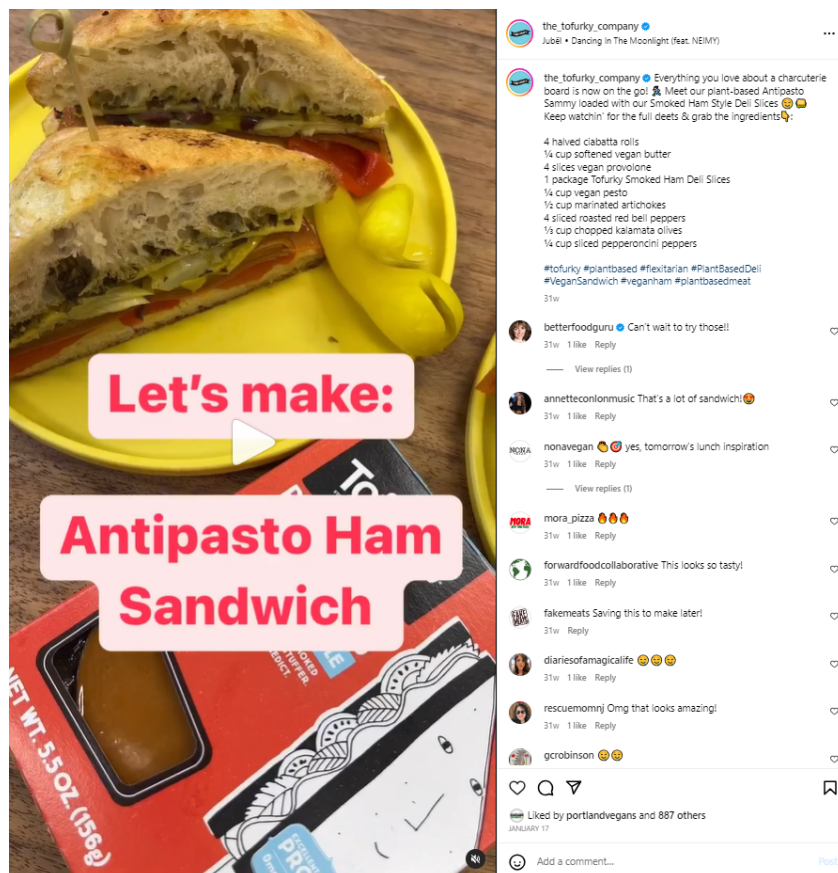 the_tofurky_company
Jubël • Dancing In The Moonlight (feat. NEIMY)
the_tofurky_company Everything you love about a charcuterie
board is now on the go! Meet our plant-based Antipasto
Sammy loaded with our Smoked Ham Style Deli Slices
Keep watchin' for the full deets & grab the ingredients👇:
4 halved ciabatta rolls
¼ cup softened vegan butter
4 slices vegan provolone
1 package Tofurky Smoked Ham Deli Slices
¼ cup vegan pesto
½ cup marinated artichokes
4 sliced roasted red bell peppers
⅓ cup chopped kalamata olives
¼ cup sliced pepperoncini peppers
#tofurky #plantbased #flexitarian #PlantBasedDeli
#VeganSandwich #veganham #plantbasedmeat
31w
betterfoodguru Can't wait to try those!!
31w 1 like Reply
View replies (1)
annetteconlonmusic That's a lot of sandwich!😍
31w 1 like Reply
NONA
nonavegan 👏🎯 yes, tomorrow's lunch inspiration
31w 1 like Reply
View replies (1)
MORA
mora_pizza 🔥🔥🔥
31w 1 like Reply
forwardfoodcollaborative This looks so tasty!
31w 1 like Reply
FAKE
MEATS
fakemeats Saving this to make later!
31w Reply
diariesofamagicalife 😋😋😋
31w 1 like Reply
rescuemomnj Omg that looks amazing!
31w 1 like Reply
gcrobinson 😋😋
Liked by portlandvegans and 887 others
JANUARY 17
Add a comment...
Post
Let's make:
Antipasto Ham
Sandwich
NET WT. 5.5 OZ. (156g)
EXCELLENT